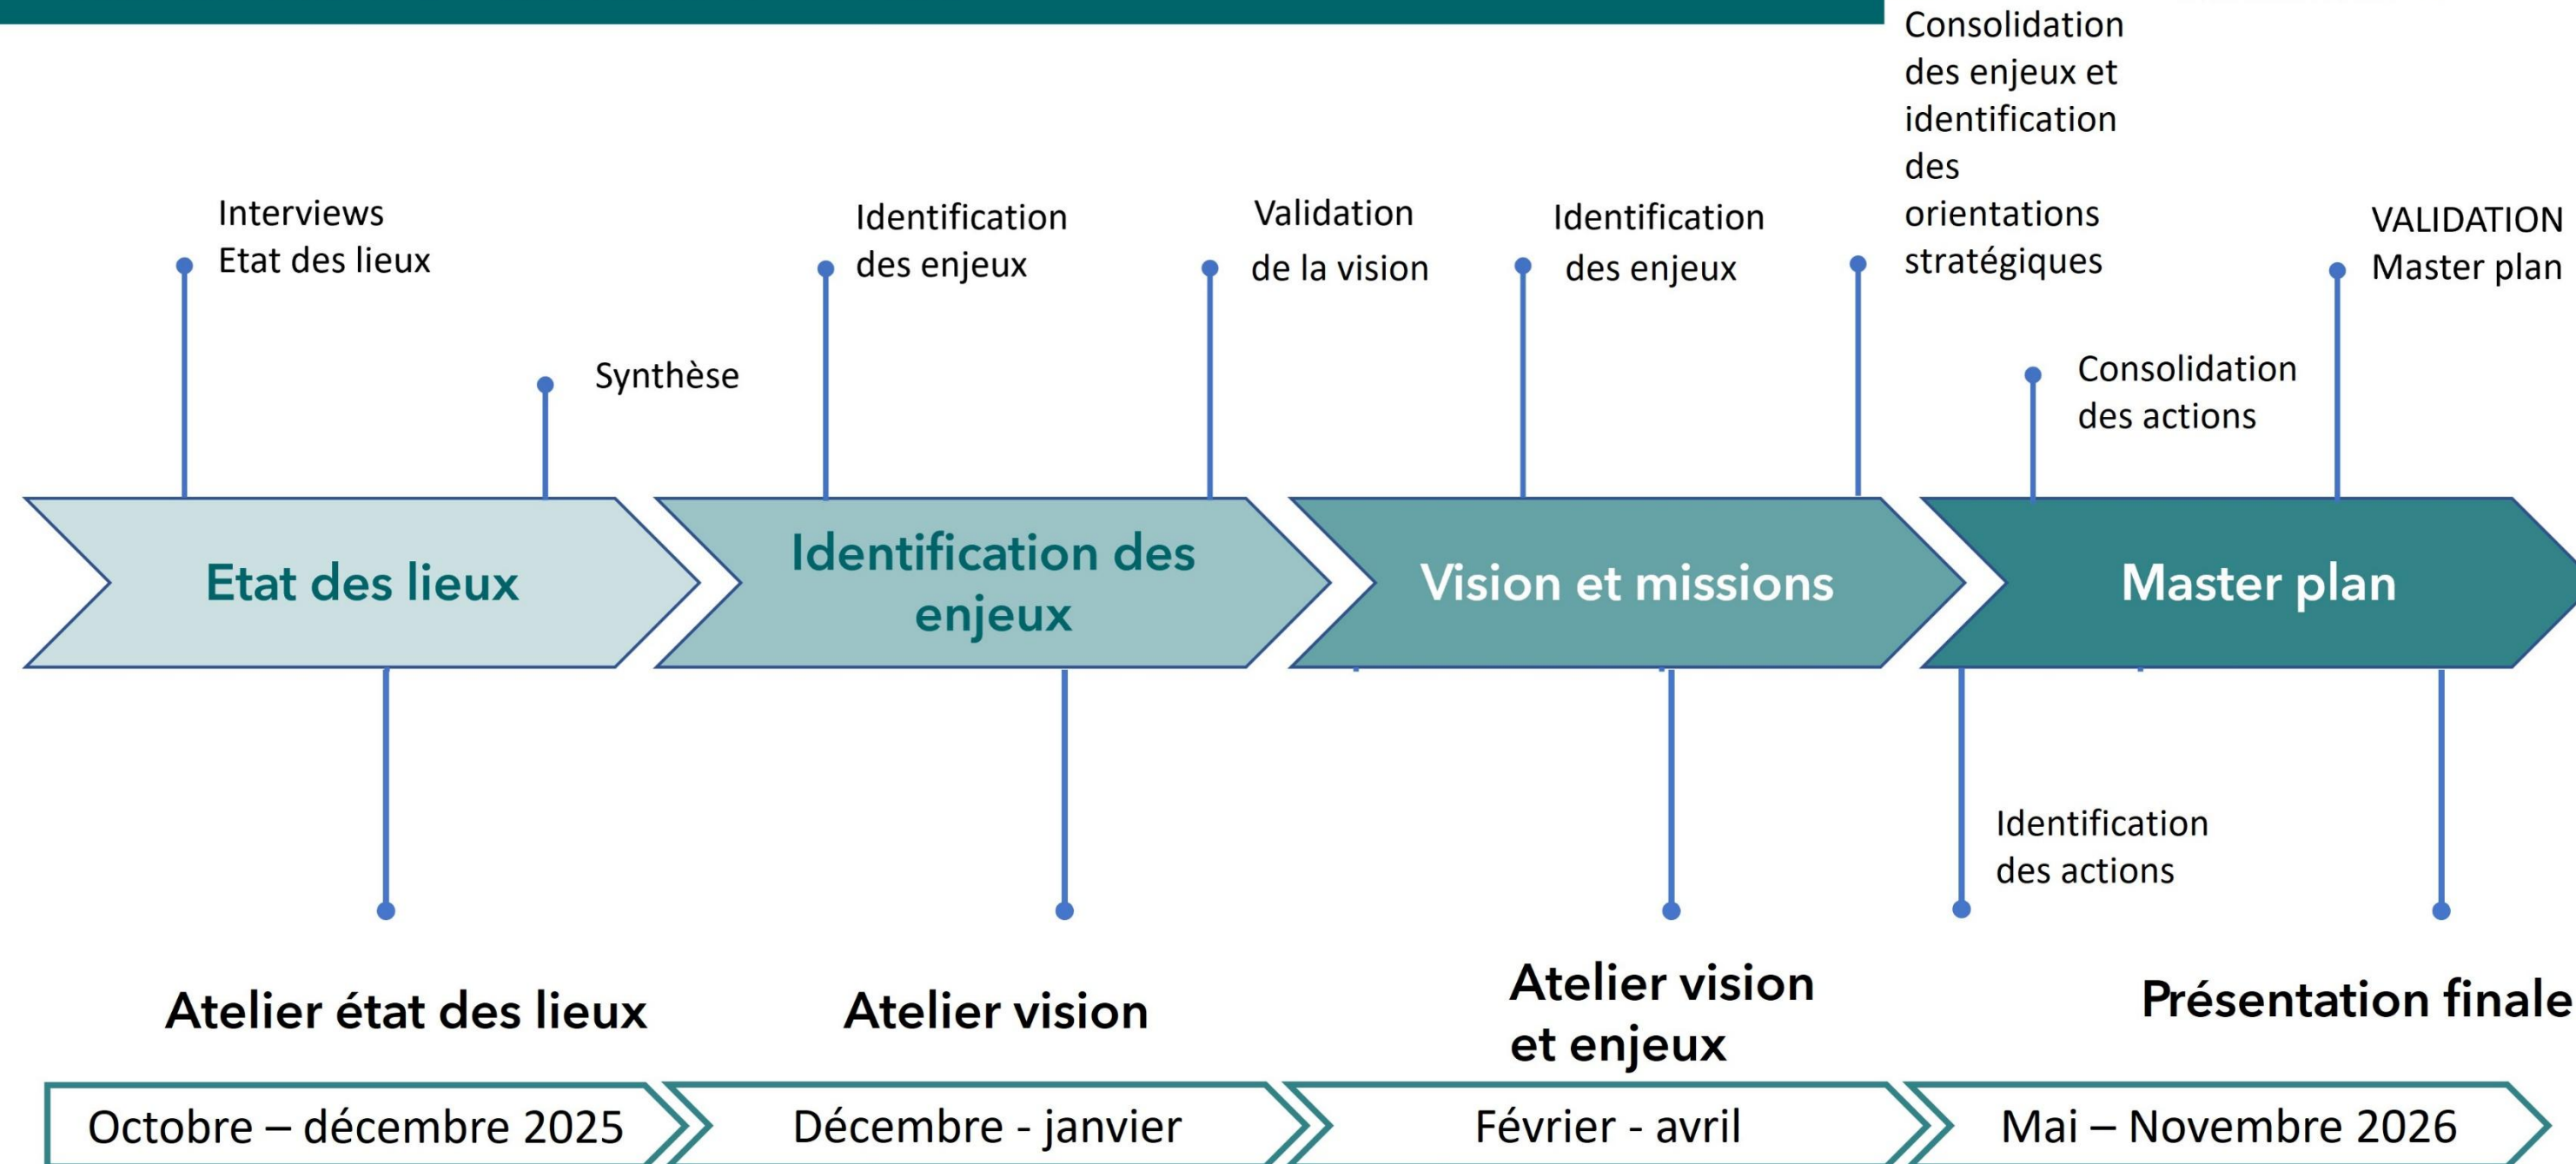 Consolidation
des enjeux et
identification
des
orientations
stratégiques
Interviews
Etat des lieux
Identification
des enjeux
Validation
de la vision
Identification
des enjeux
VALIDATION
Master plan
Synthèse
Consolidation
des actions
Etat des lieux
Identification des
enjeux
Vision et missions
Master plan
Identification
des actions
Atelier état des lieux
Atelier vision
Atelier vision
et enjeux
Présentation finale
Octobre – décembre 2025
Décembre - janvier
Février - avril
Mai – Novembre 2026